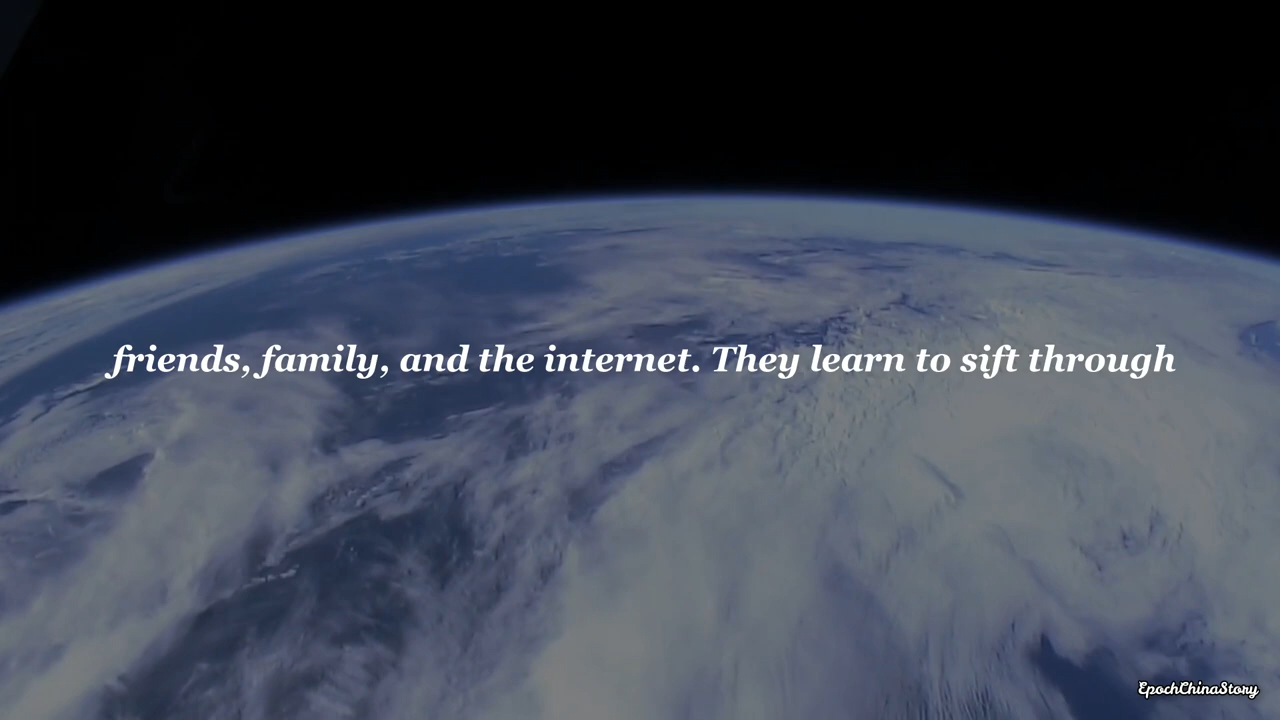 friends, family, and the internet. They learn to sift through
EpochChinaStory